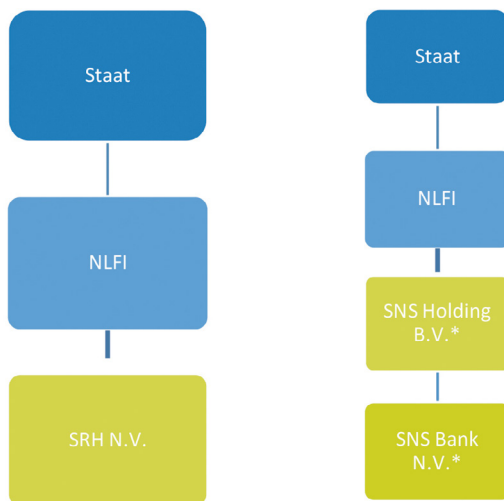 Staat
NLFI
SRH N.V.
Staat
NLFI
SNS Holding
B.V.*
SNS Bank
N.V.*